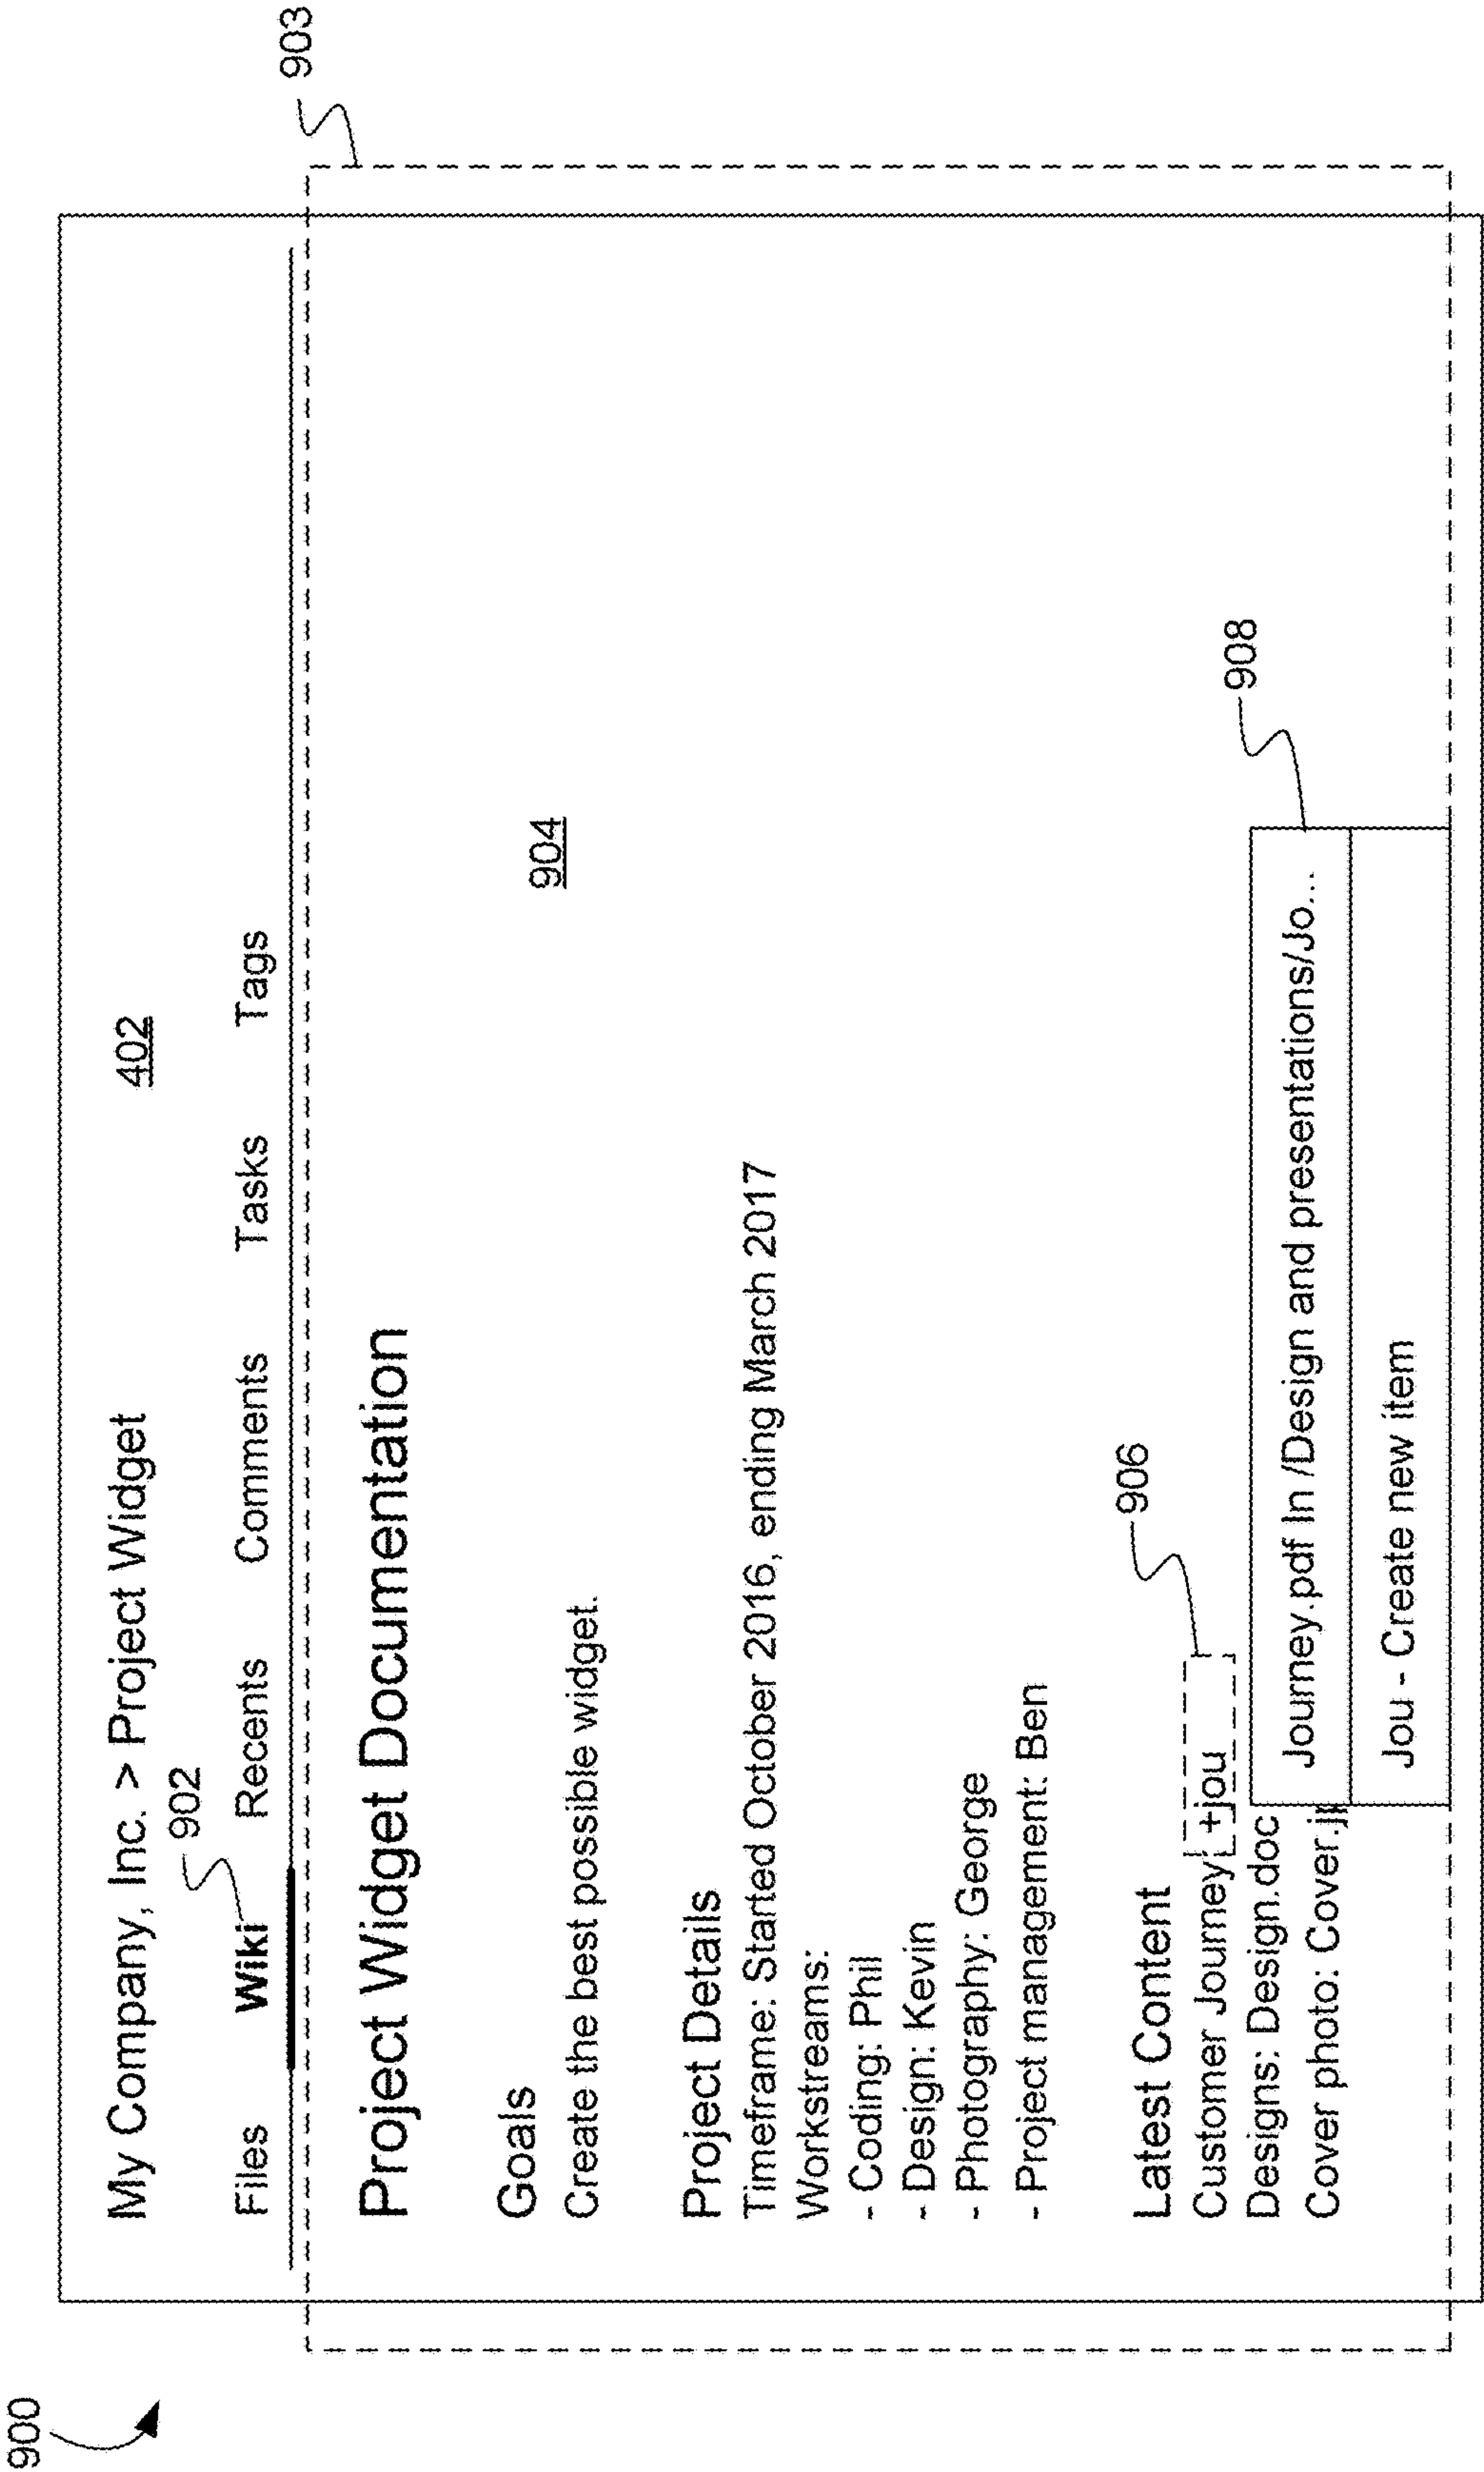 900
My Company, Inc. > Project Widget
402
902
Files Wiki Recents Comments Tasks Tags
903
Project Widget Documentation
Goals
904
Create the best possible widget.
Project Details
Timeframe: Started October 2016, ending March 2017
Workstreams:
- Coding: Phil
- Design: Kevin
- Photography: George
- Project management: Ben
Latest Content
906
Customer Journey +jou
908
Designs: Design.doc
Journey.pdf In /Design and presentations/Jo...
Cover photo: Cover.j
Jou - Create new item